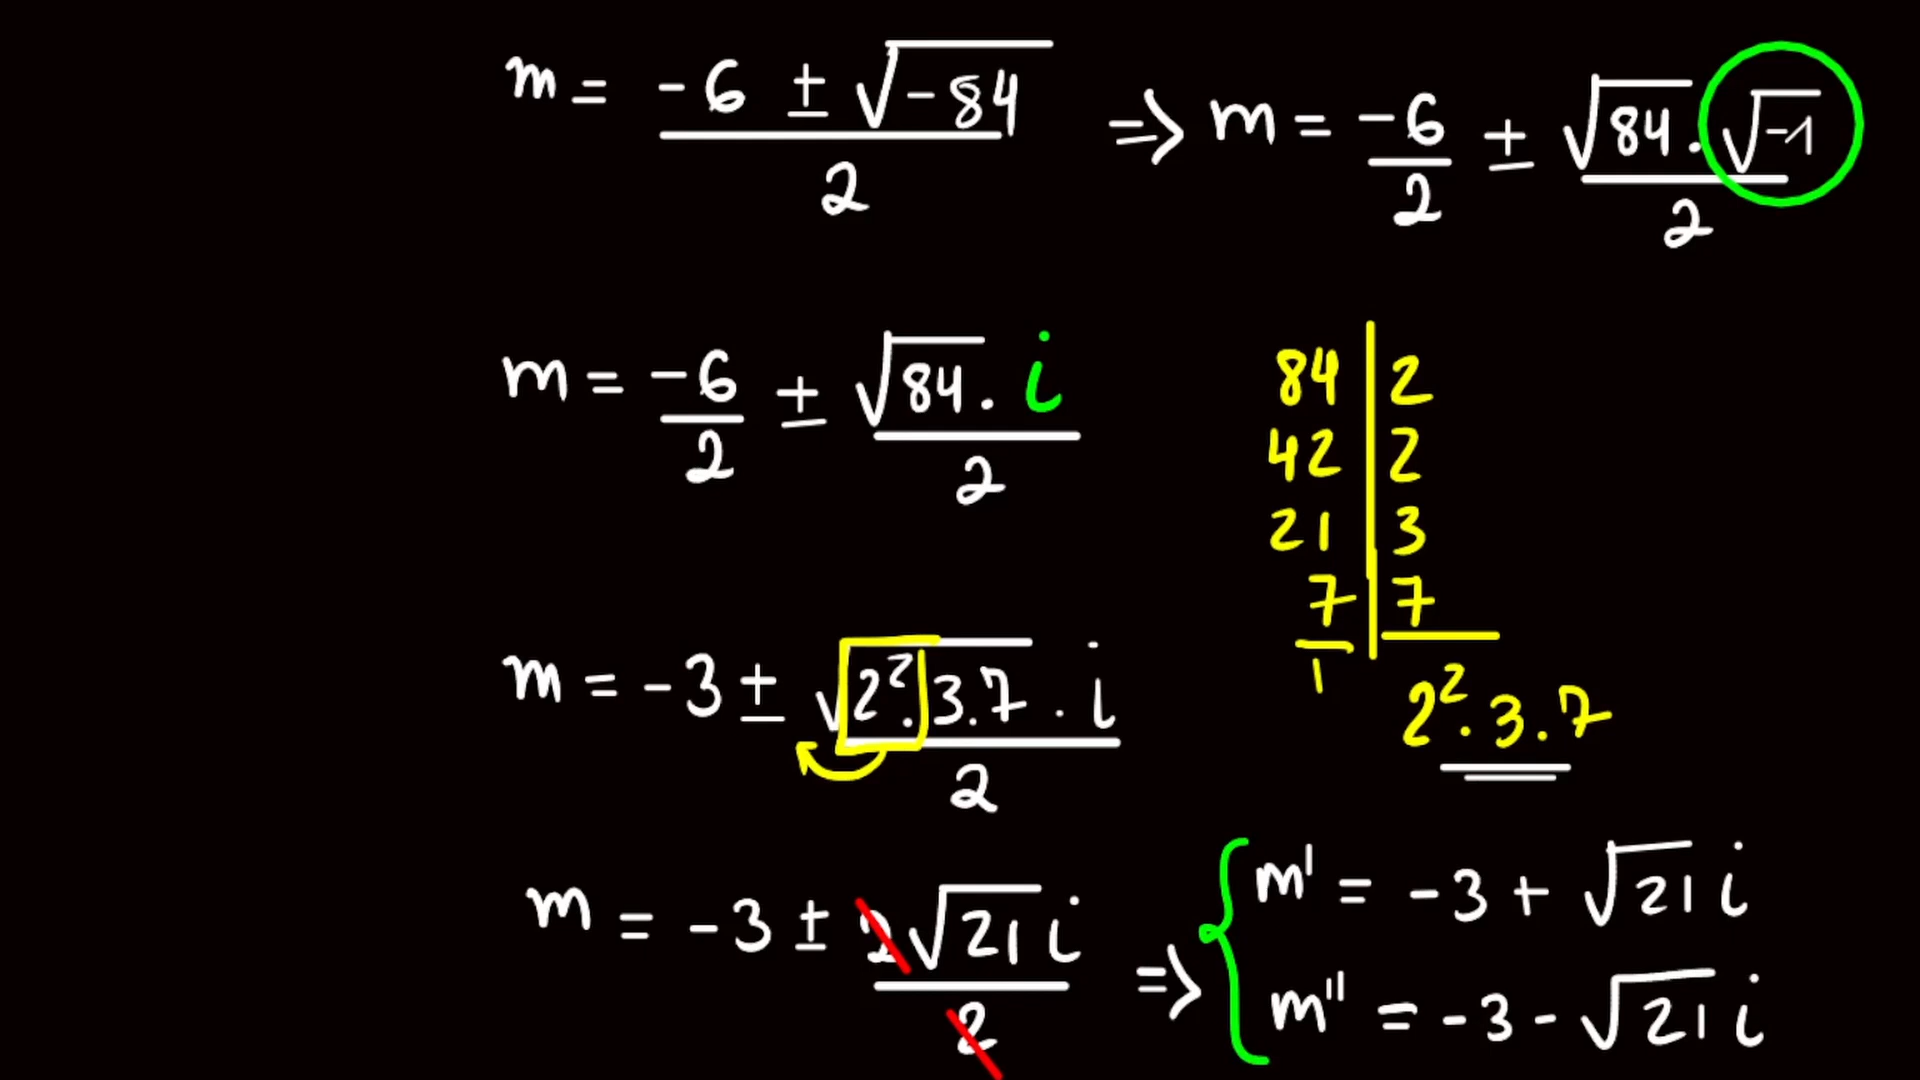 m = (-6 ± √-84)/2 ⇒ m = -6/2 ± (√84 . √-1)/2
m = -6/2 ± (√84 . i)/2
84 | 2
42 | 2
21 | 3
7 | 7
1
2² . 3 . 7
m = -3 ± (√2² . 3 . 7 . i)/2
m = -3 ± (2√21 i)/2 ⇒ { m' = -3 + √21 i
m'' = -3 - √21 i